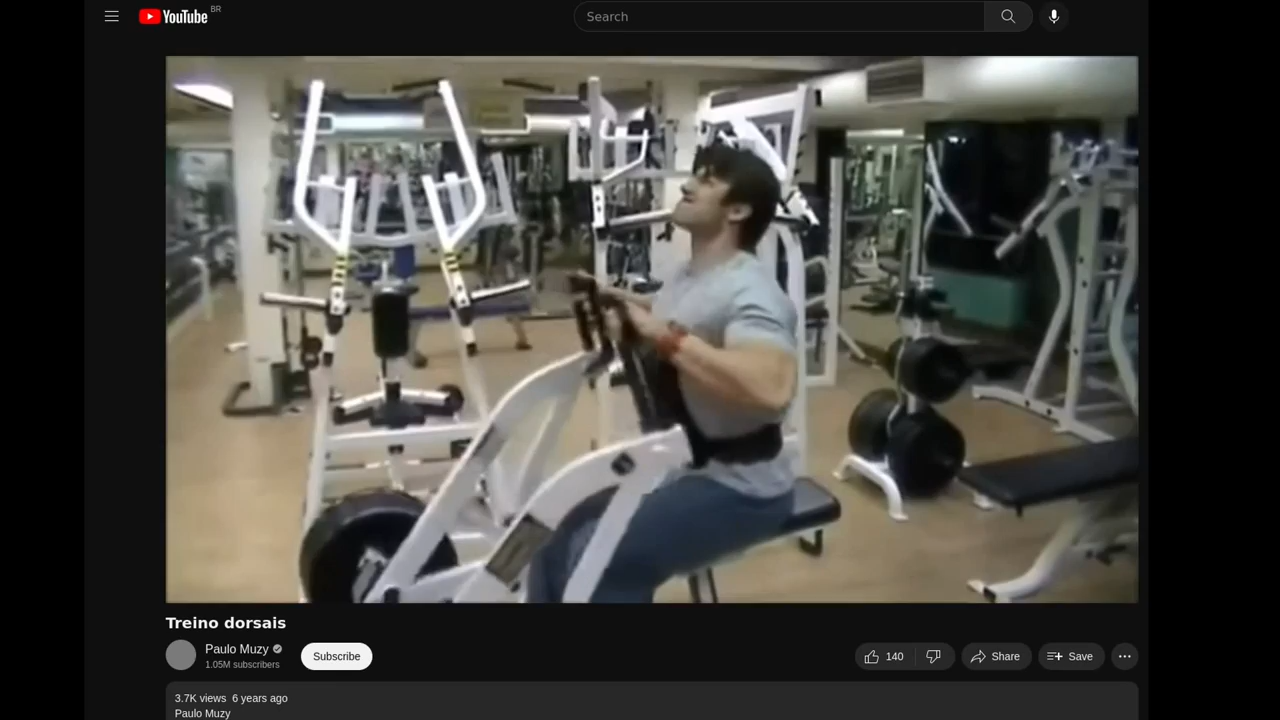 YouTube BR
Search
Treino dorsais
Paulo Muzy
1.05M subscribers
Subscribe
140
Share
Save
3.7K views 6 years ago
Paulo Muzy